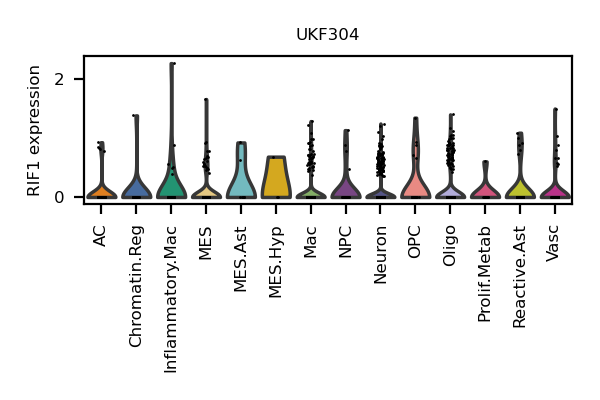 UKF304
RIF1 expression
2
0
AC
Chromatin.Reg
Inflammatory.Mac
MES
MES.Ast
MES.Hyp
Mac
NPC
Neuron
OPC
Oligo
Prolif.Metab
Reactive.Ast
Vasc